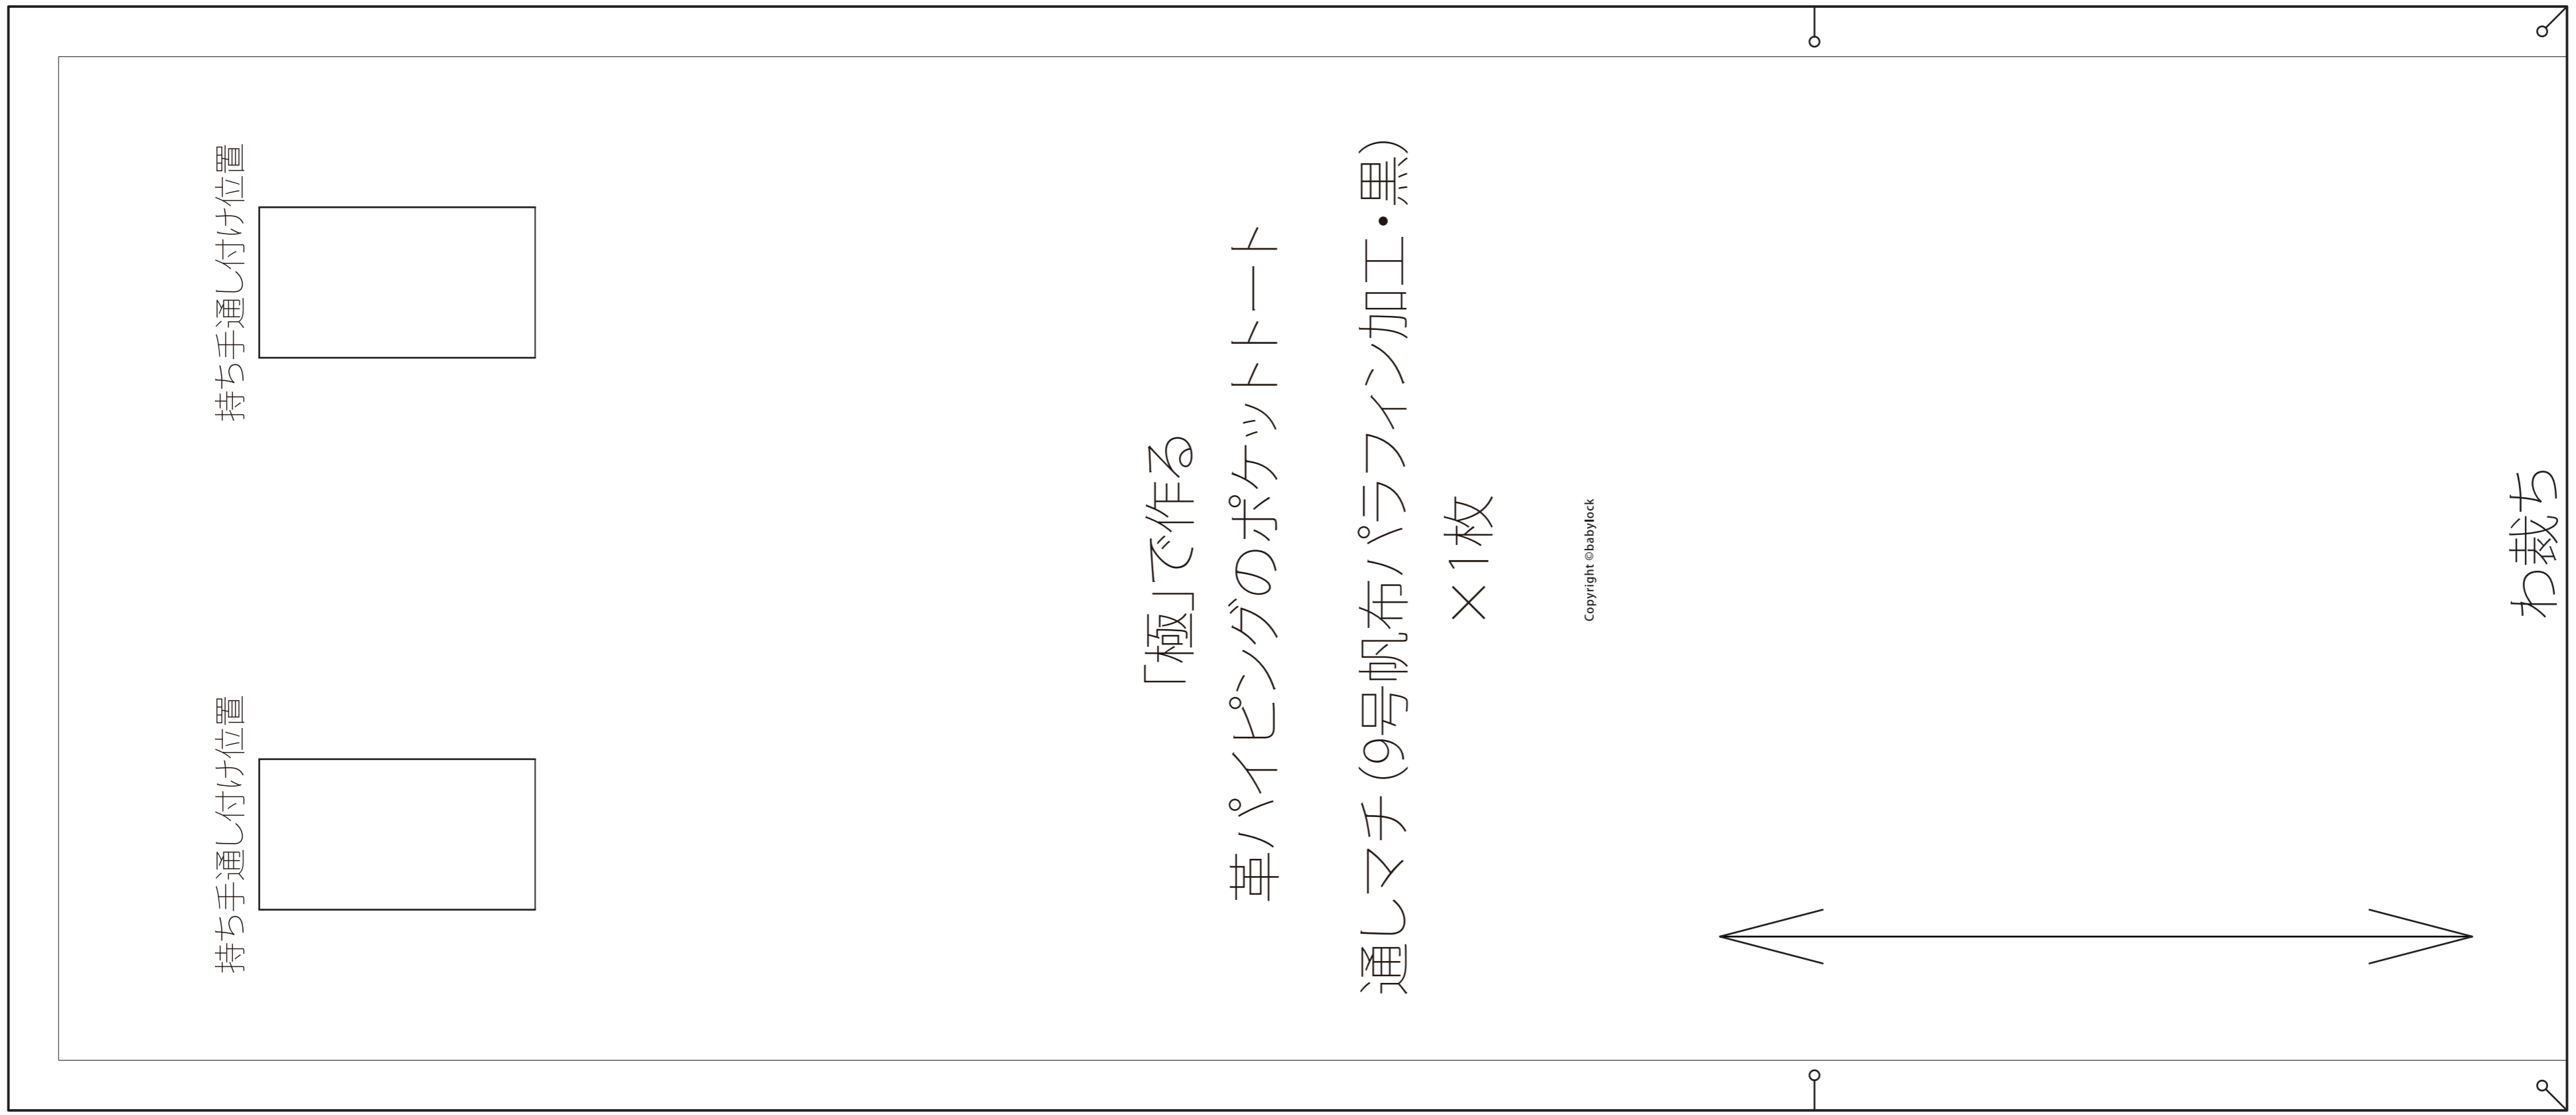 持ち手通し付け位置
持ち手通し付け位置
「極」で作る
革パイピングのポケットトート
通しマチ(9号帆布パラフィン加工・黒)
×1枚
Copyright ©babylock
わ裁ち